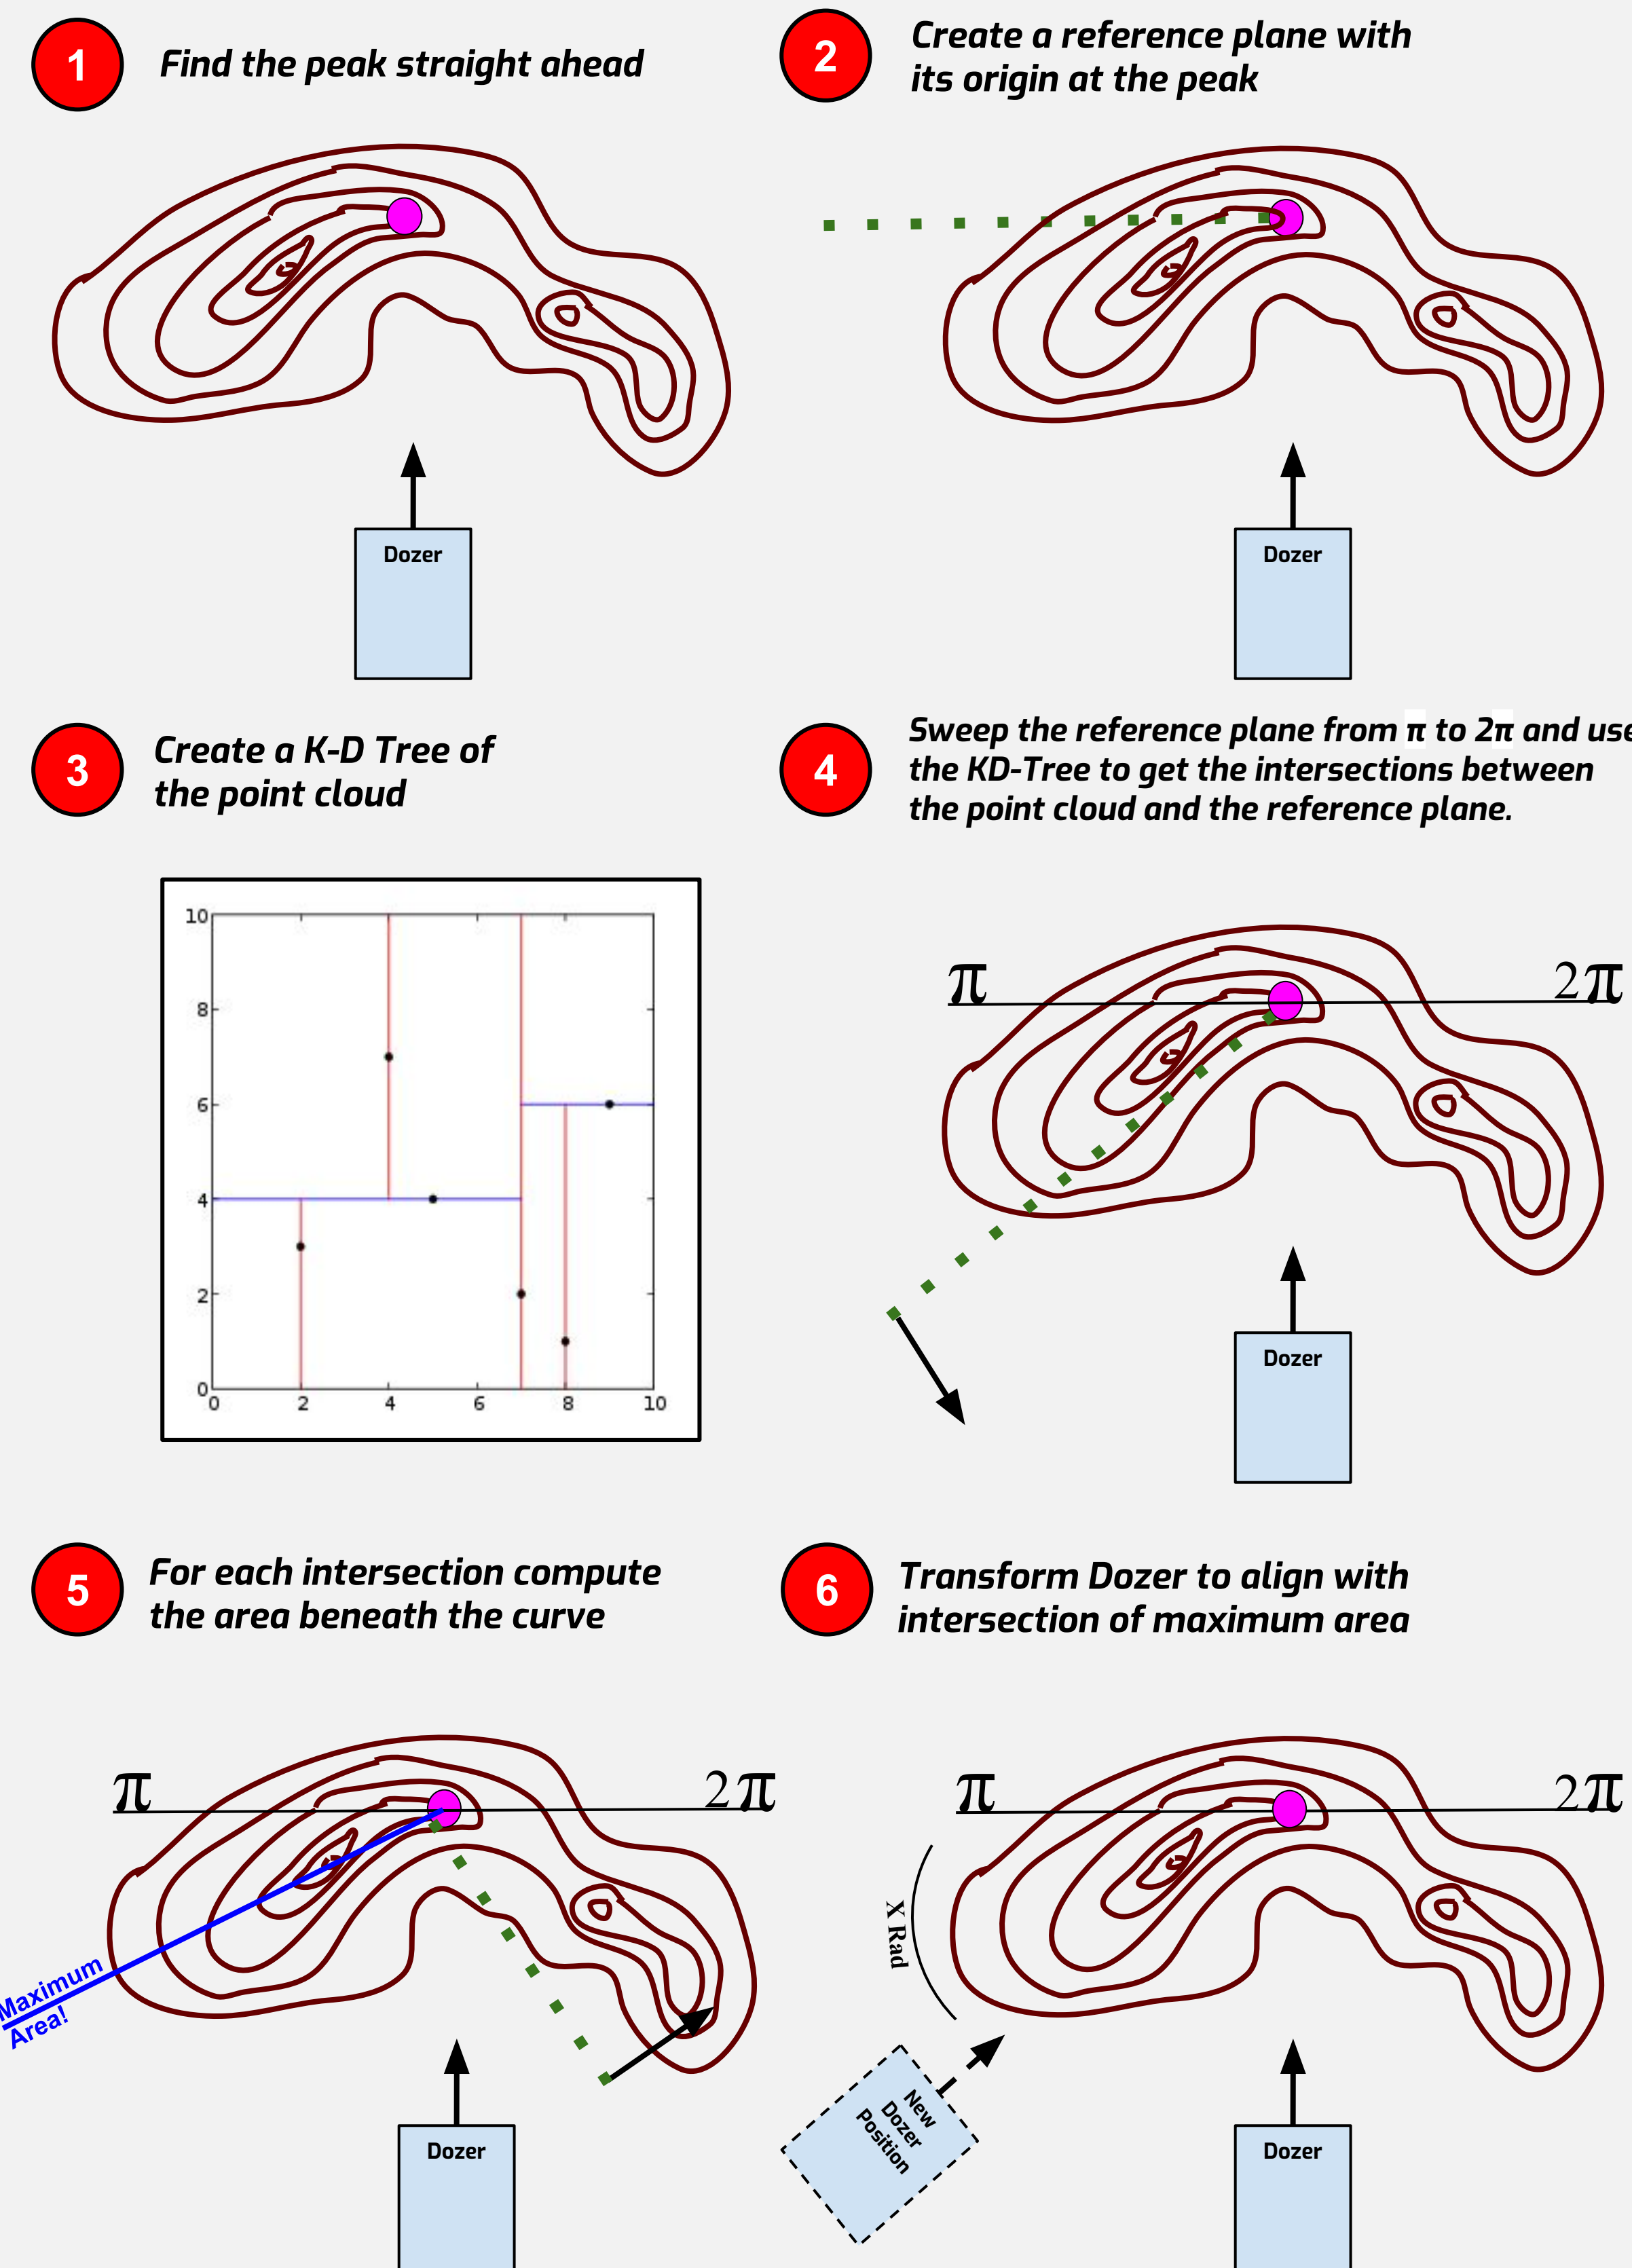 1
Find the peak straight ahead
2
Create a reference plane with
its origin at the peak
Dozer
Dozer
3
Create a K-D Tree of
the point cloud
4
Sweep the reference plane from π to 2π and use
the KD-Tree to get the intersections between
the point cloud and the reference plane.
10
8
6
4
2
0
0 2 4 6 8 10
π
2π
Dozer
5
For each intersection compute
the area beneath the curve
6
Transform Dozer to align with
intersection of maximum area
π
2π
Maximum
Area!
Dozer
π
2π
X Rad
New
Dozer
Position
Dozer